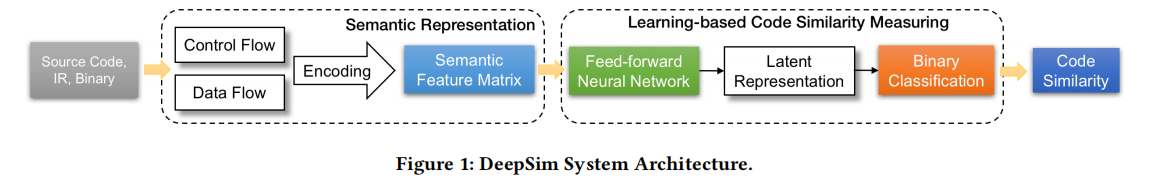 Semantic Representation
Learning-based Code Similarity Measuring
Source Code,
IR, Binary
Control Flow
Data Flow
Encoding
Semantic
Feature Matrix
Feed-forward
Neural Network
Latent
Representation
Binary
Classification
Code
Similarity
Figure 1: DeepSim System Architecture.